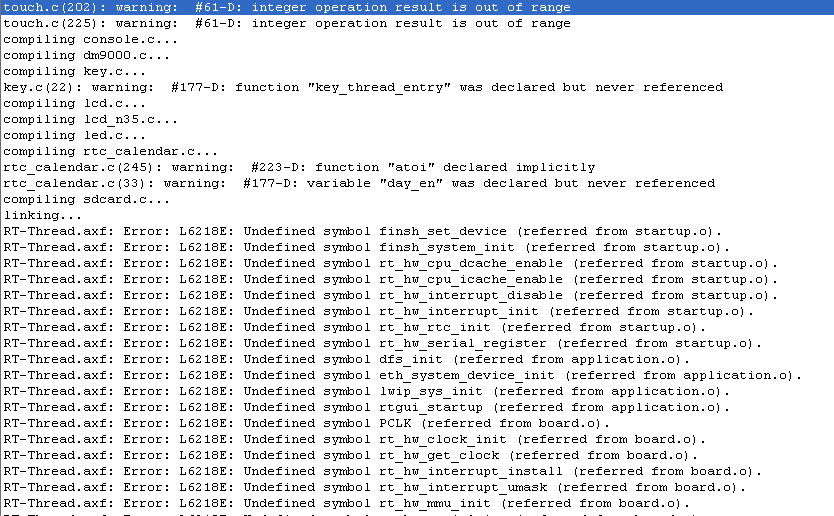 touch.c(202): warning:  #61-D: integer operation result is out of range
touch.c(225): warning:  #61-D: integer operation result is out of range
compiling console.c...
compiling dm9000.c...
compiling key.c...
key.c(22): warning:  #177-D: function "key_thread_entry" was declared but never referenced
compiling lcd.c...
compiling lcd_n35.c...
compiling led.c...
compiling rtc_calendar.c...
rtc_calendar.c(245): warning:  #223-D: function "atoi" declared implicitly
rtc_calendar.c(33): warning:  #177-D: variable "day_en" was declared but never referenced
compiling sdcard.c...
linking...
RT-Thread.axf: Error: L6218E: Undefined symbol finsh_set_device (referred from startup.o).
RT-Thread.axf: Error: L6218E: Undefined symbol finsh_system_init (referred from startup.o).
RT-Thread.axf: Error: L6218E: Undefined symbol rt_hw_cpu_dcache_enable (referred from startup.o).
RT-Thread.axf: Error: L6218E: Undefined symbol rt_hw_cpu_icache_enable (referred from startup.o).
RT-Thread.axf: Error: L6218E: Undefined symbol rt_hw_interrupt_disable (referred from startup.o).
RT-Thread.axf: Error: L6218E: Undefined symbol rt_hw_interrupt_init (referred from startup.o).
RT-Thread.axf: Error: L6218E: Undefined symbol rt_hw_rtc_init (referred from startup.o).
RT-Thread.axf: Error: L6218E: Undefined symbol rt_hw_serial_register (referred from startup.o).
RT-Thread.axf: Error: L6218E: Undefined symbol dfs_init (referred from application.o).
RT-Thread.axf: Error: L6218E: Undefined symbol eth_system_device_init (referred from application.o).
RT-Thread.axf: Error: L6218E: Undefined symbol lwip_sys_init (referred from application.o).
RT-Thread.axf: Error: L6218E: Undefined symbol rtgui_startup (referred from application.o).
RT-Thread.axf: Error: L6218E: Undefined symbol PCLK (referred from board.o).
RT-Thread.axf: Error: L6218E: Undefined symbol rt_hw_clock_init (referred from board.o).
RT-Thread.axf: Error: L6218E: Undefined symbol rt_hw_get_clock (referred from board.o).
RT-Thread.axf: Error: L6218E: Undefined symbol rt_hw_interrupt_install (referred from board.o).
RT-Thread.axf: Error: L6218E: Undefined symbol rt_hw_interrupt_umask (referred from board.o).
RT-Thread.axf: Error: L6218E: Undefined symbol rt_hw_mmu_init (referred from board.o).